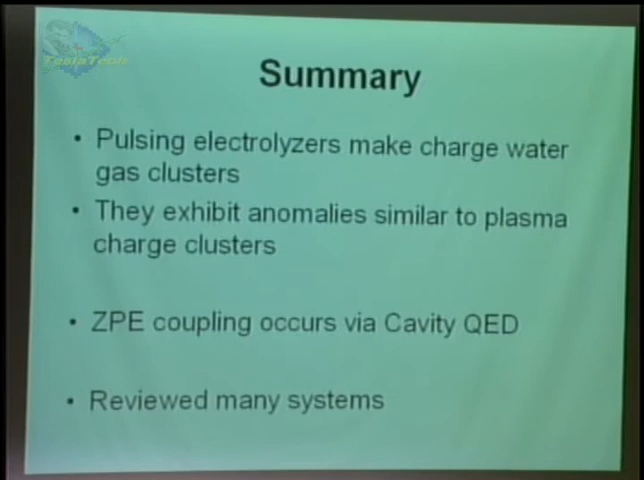 TeslaTech
Summary
• Pulsing electrolyzers make charge water
gas clusters
• They exhibit anomalies similar to plasma
charge clusters
• ZPE coupling occurs via Cavity QED
• Reviewed many systems